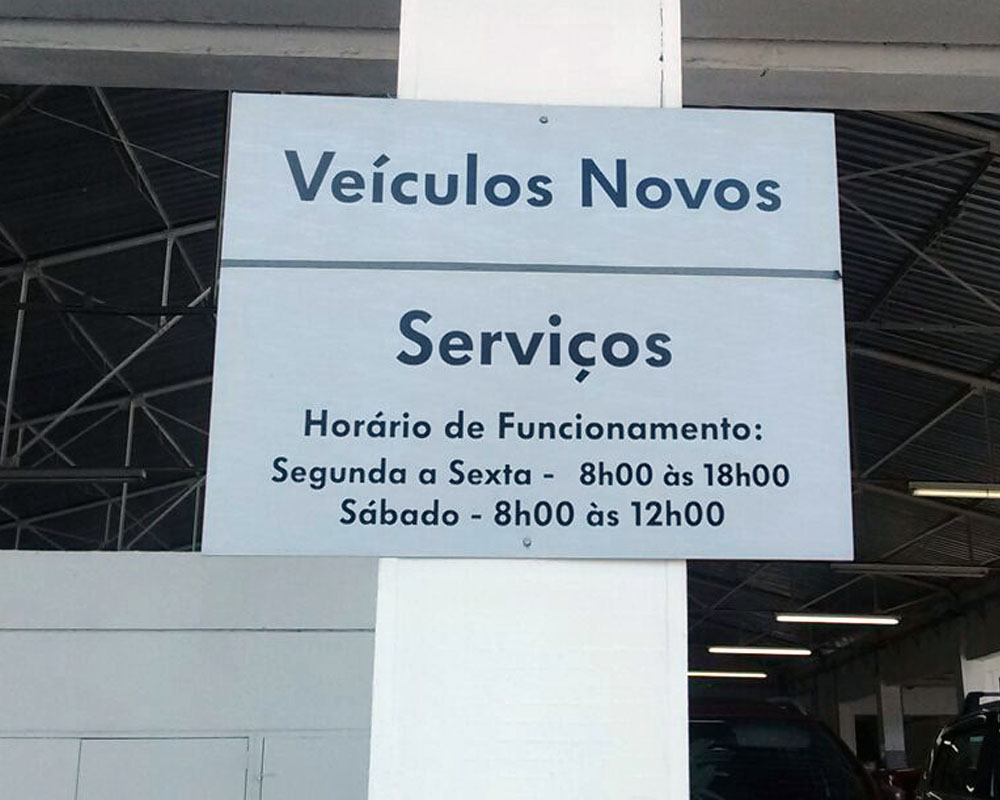 Veículos Novos
Serviços
Horário de Funcionamento:
Segunda a Sexta - 8h00 às 18h00
Sábado - 8h00 às 12h00